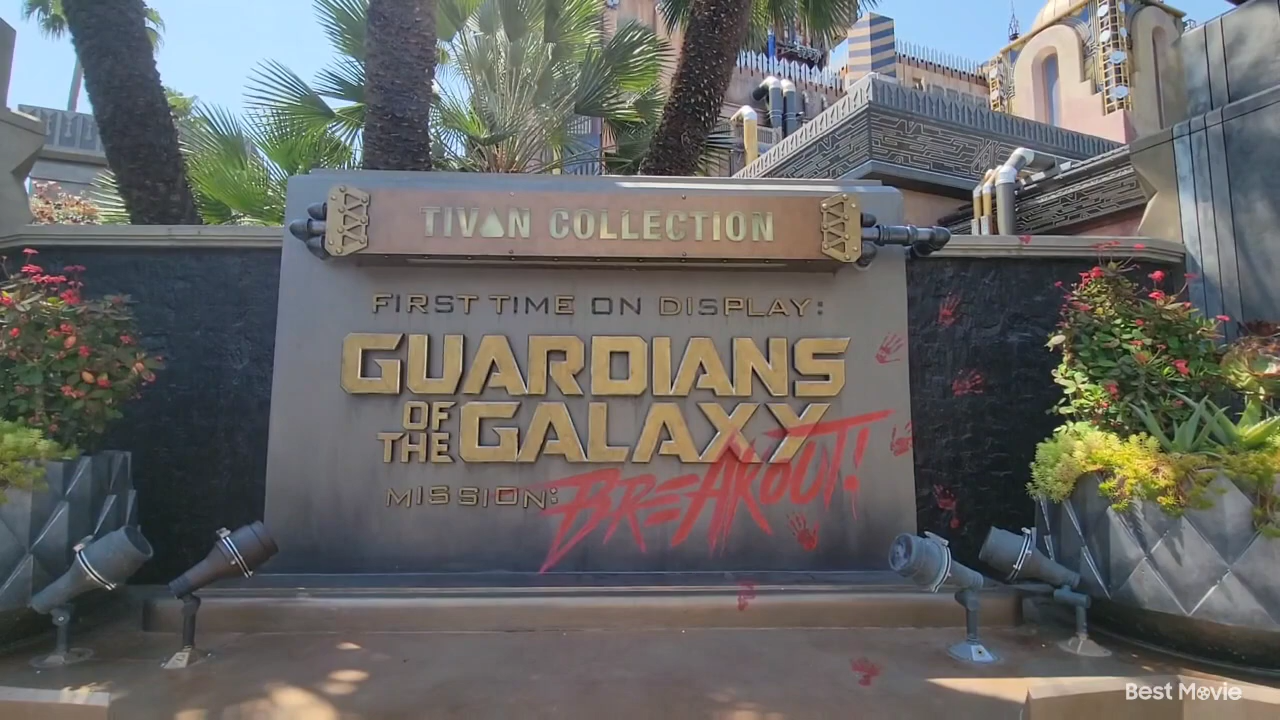 TIVAN COLLECTION
FIRST TIME ON DISPLAY:
GUARDIANS
OF THE GALAXY
MISSION: BREAKOUT!
Best Movie